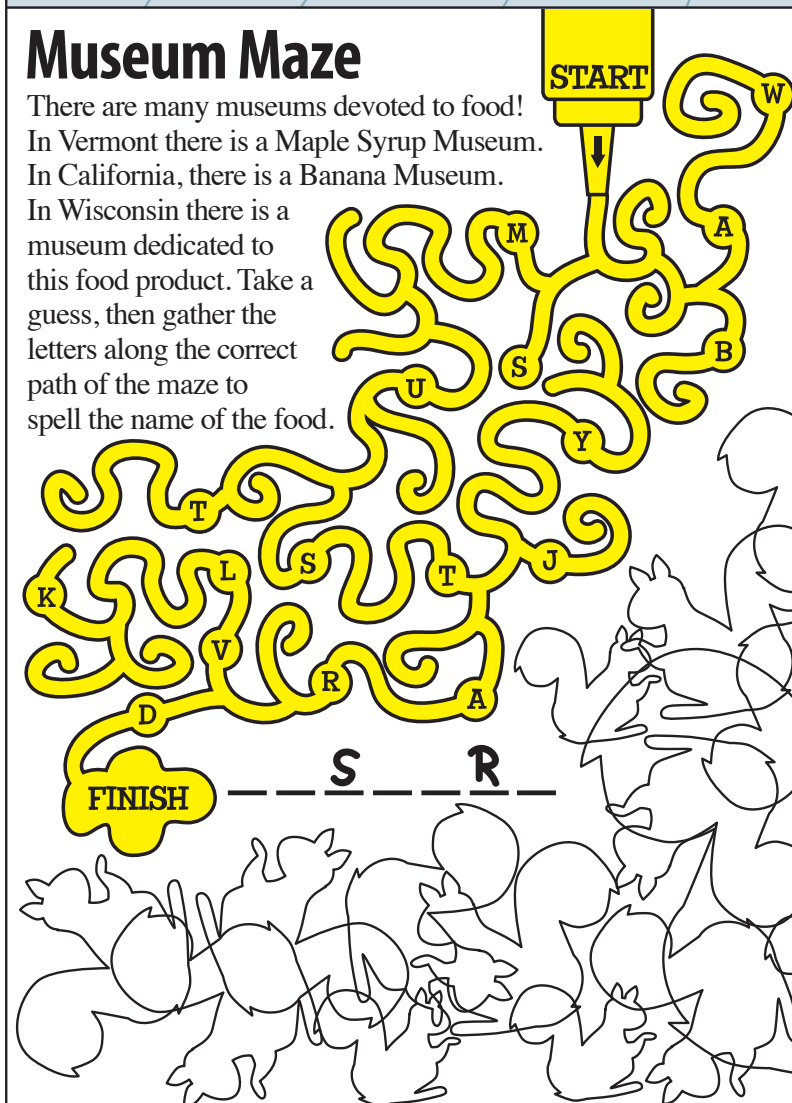 Museum Maze
There are many museums devoted to food!
In Vermont there is a Maple Syrup Museum.
In California, there is a Banana Museum.
In Wisconsin there is a
museum dedicated to
this food product. Take a
guess, then gather the
letters along the correct
path of the maze to
spell the name of the food.
START
W
M
A
S
B
U
Y
T
S
T
J
L
K
V
R
A
D
FINISH
S R